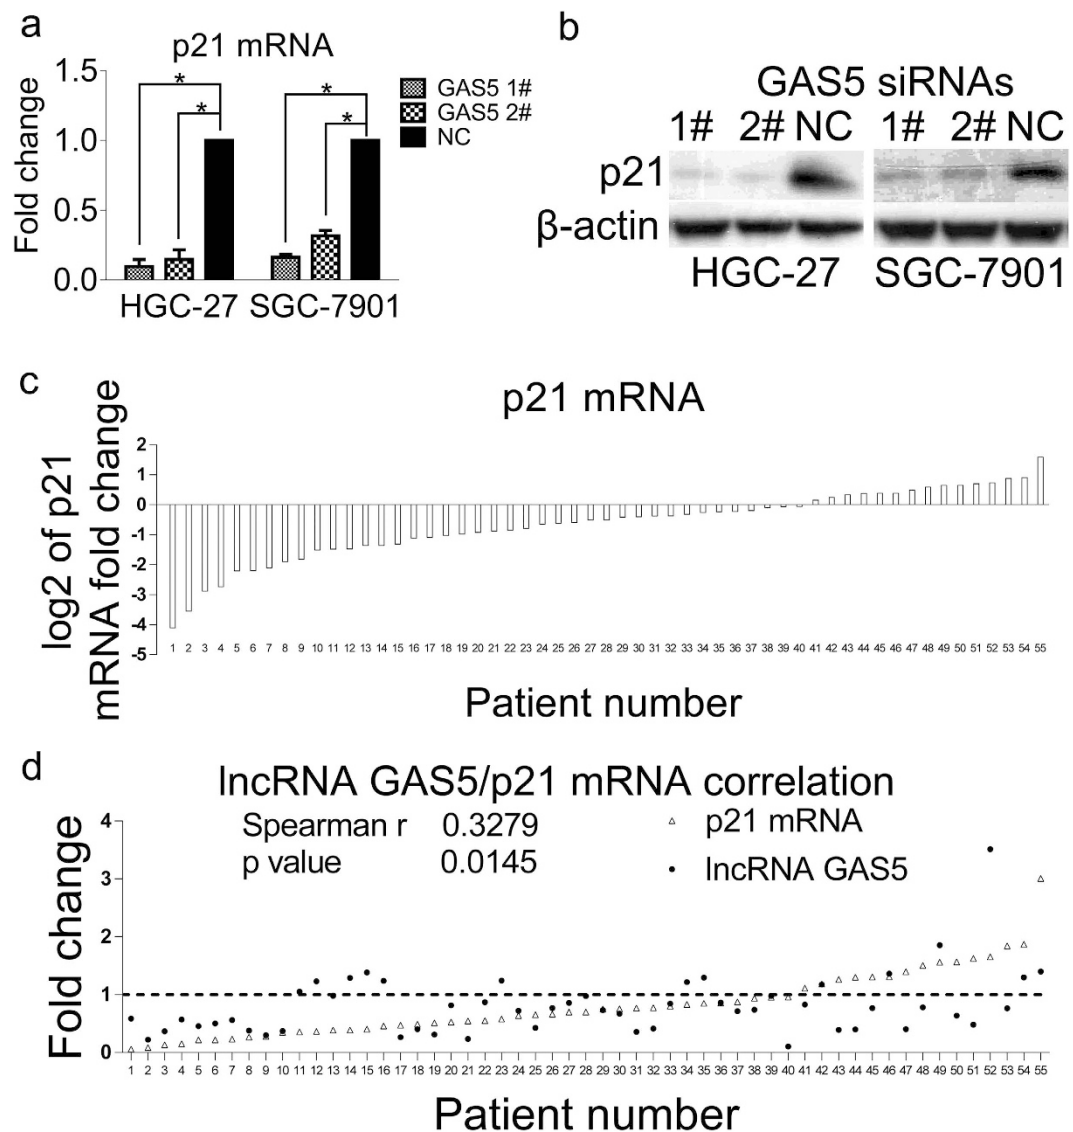 a
p21 mRNA
Fold change
1.5
1.0
0.5
0.0
*
*
*
*
GAS5 1#
GAS5 2#
NC
HGC-27 SGC-7901
b
GAS5 siRNAs
1# 2# NC 1# 2# NC
p21
β-actin
HGC-27 SGC-7901
c
p21 mRNA
log2 of p21
mRNA fold change
2
1
0
-1
-2
-3
-4
-5
1 2 3 4 5 6 7 8 9 10 11 12 13 14 15 16 17 18 19 20 21 22 23 24 25 26 27 28 29 30 31 32 33 34 35 36 37 38 39 40 41 42 43 44 45 46 47 48 49 50 51 52 53 54 55
Patient number
d
lncRNA GAS5/p21 mRNA correlation
Spearman r 0.3279
p value 0.0145
p21 mRNA
lncRNA GAS5
Fold change
4
3
2
1
0
1 2 3 4 5 6 7 8 9 10 11 12 13 14 15 16 17 18 19 20 21 22 23 24 25 26 27 28 29 30 31 32 33 34 35 36 37 38 39 40 41 42 43 44 45 46 47 48 49 50 51 52 53 54 55
Patient number